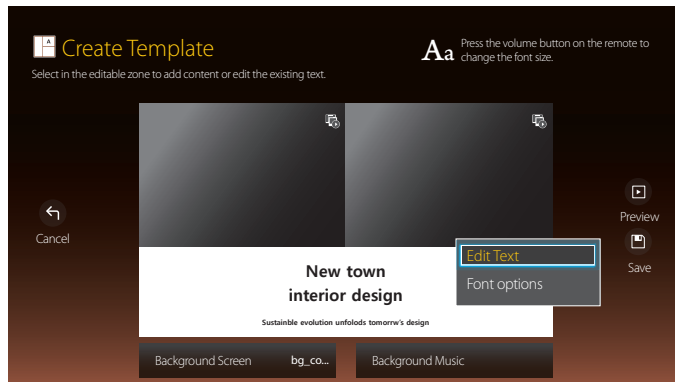 A
Create Template
Select in the editable zone to add content or edit the existing text.
Aa
Press the volume button on the remote to
change the font size.
Cancel
Preview
Save
Edit Text
Font options
New town
interior design
Sustainble evolution unfolods tomorrw's design
Background Screen bg_co...
Background Music